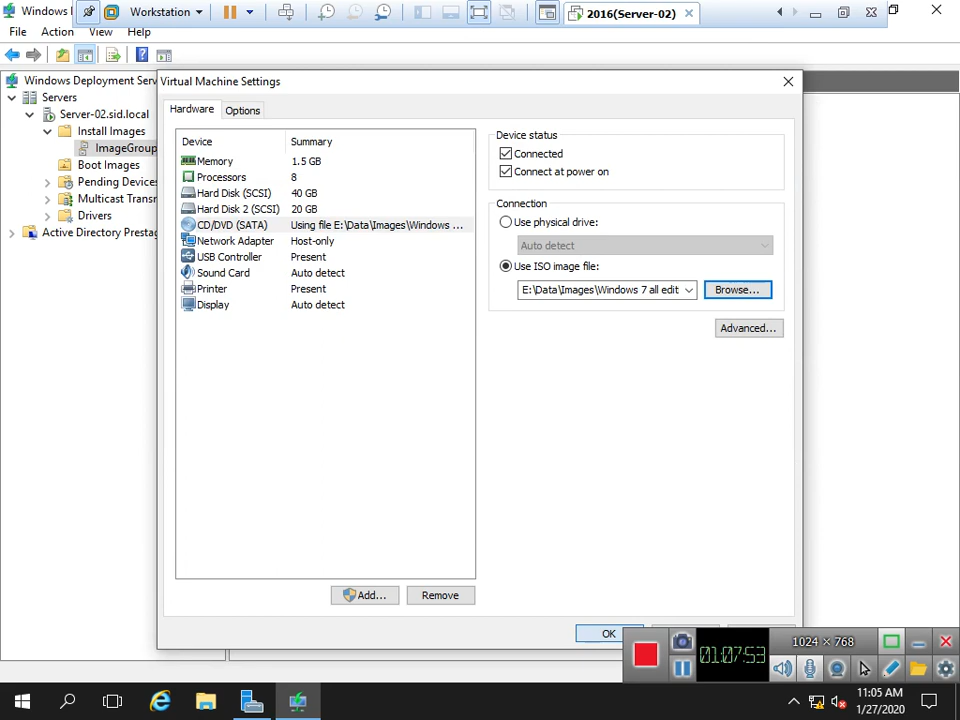 Windows
Workstation
2016(Server-02)
File
Action
View
Help
Windows Deployment Serv
Servers
Server-02.sid.local
Install Images
ImageGroup
Boot Images
Pending Devices
Multicast Transm
Drivers
Active Directory Prestag
Virtual Machine Settings
Hardware
Options
Device
Summary
Memory
1.5 GB
Processors
8
Hard Disk (SCSI)
40 GB
Hard Disk 2 (SCSI)
20 GB
CD/DVD (SATA)
Using file E:\Data\Images\Windows ...
Network Adapter
Host-only
USB Controller
Present
Sound Card
Auto detect
Printer
Present
Display
Auto detect
Add...
Remove
Device status
Connected
Connect at power on
Connection
Use physical drive:
Auto detect
Use ISO image file:
E:\Data\Images\Windows 7 all edit
Browse...
Advanced...
OK
01:07:53
1024 × 768
11:05 AM
1/27/2020